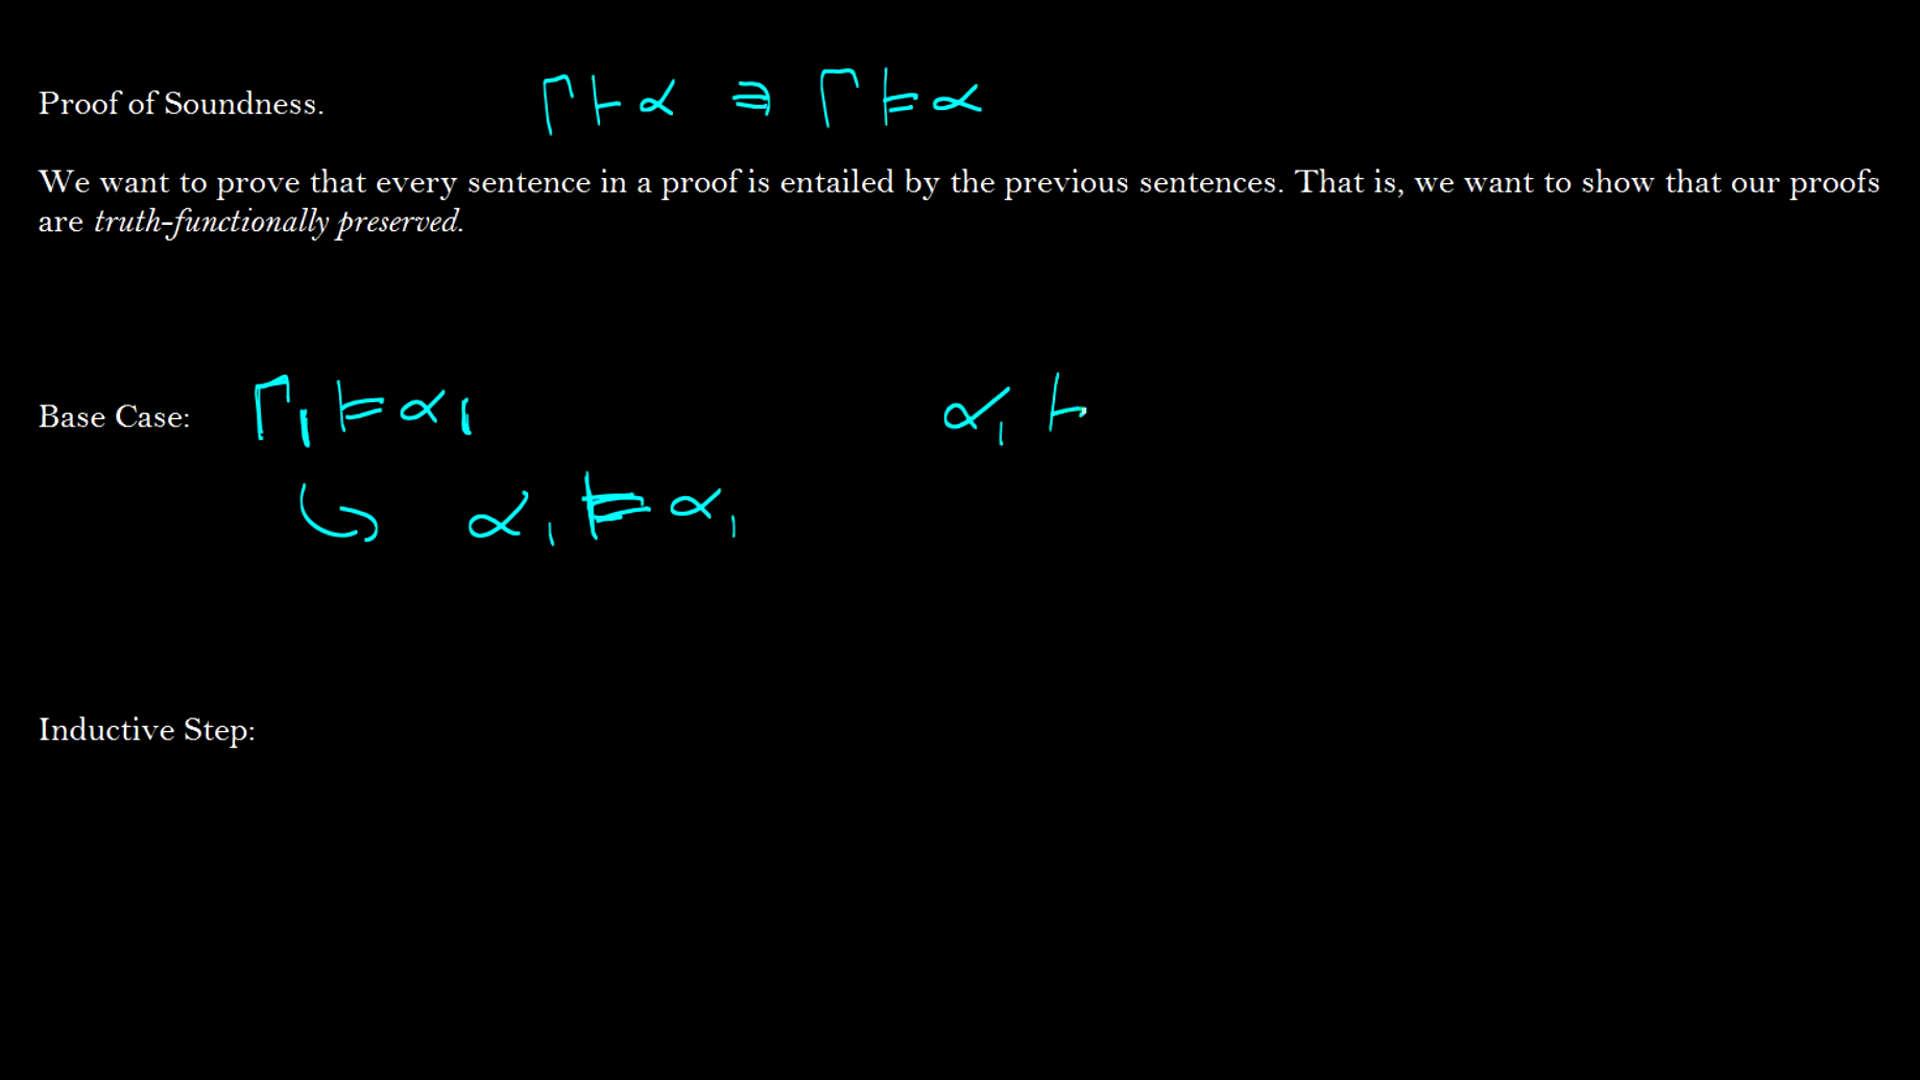 Proof of Soundness. Γ ⊢ α ⇒ Γ ⊨ α
We want to prove that every sentence in a proof is entailed by the previous sentences. That is, we want to show that our proofs
are truth-functionally preserved.
Base Case: Γ₁ ⊨ α₁ α₁ ⊢
↪ α₁ ⊨ α₁
Inductive Step: